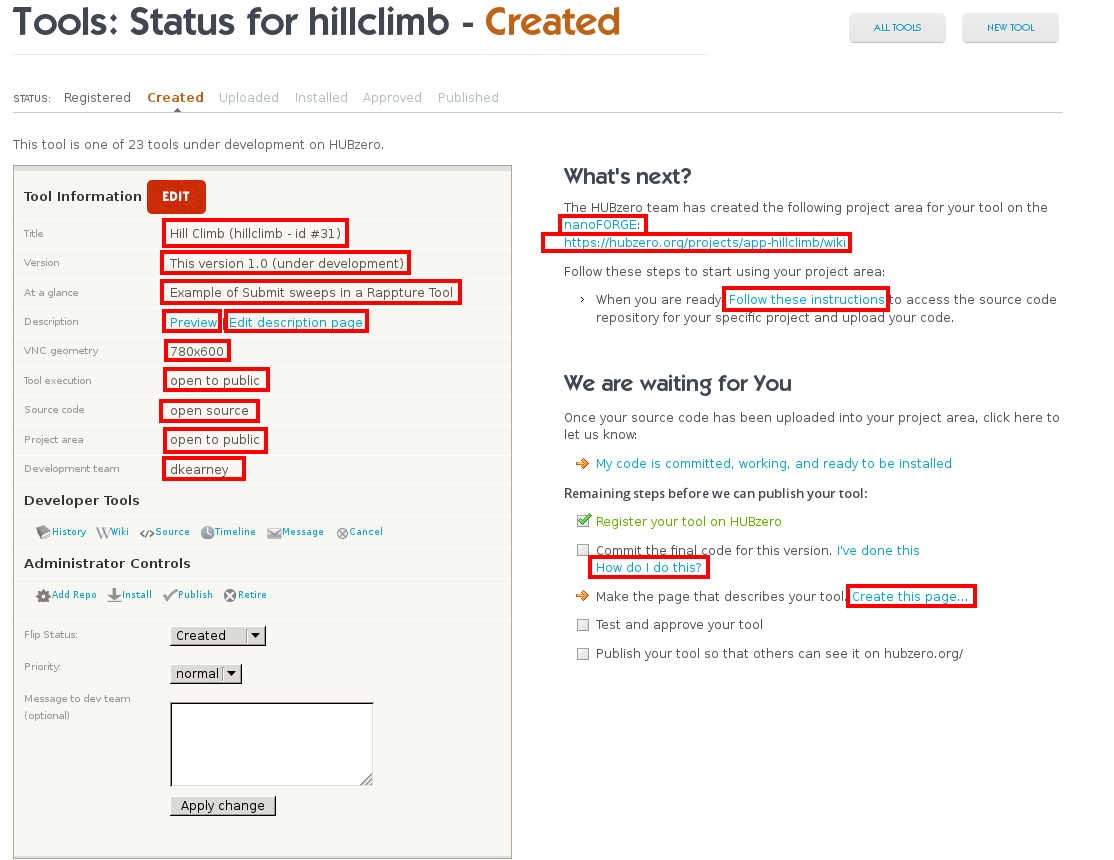 Tools: Status for hillclimb - Created
ALL TOOLS
NEW TOOL
STATUS: Registered Created Uploaded Installed Approved Published
This tool is one of 23 tools under development on HUBzero.
Tool Information EDIT
Title Hill Climb (hillclimb - id #31)
Version This version 1.0 (under development)
At a glance Example of Submit sweeps in a Rappture Tool
Description Preview | Edit description page
VNC geometry 780x600
Tool execution open to public
Source code open source
Project area open to public
Development team dkearney
Developer Tools
History Wiki Source Timeline Message Cancel
Administrator Controls
Add Repo Install Publish Retire
Flip Status: Created
Priority: normal
Message to dev team
(optional)
Apply change
What's next?
The HUBzero team has created the following project area for your tool on the
nanoFORGE:
https://hubzero.org/projects/app-hillclimb/wiki
Follow these steps to start using your project area:
› When you are ready Follow these instructions to access the source code
repository for your specific project and upload your code.
We are waiting for You
Once your source code has been uploaded into your project area, click here to
let us know:
My code is committed, working, and ready to be installed
Remaining steps before we can publish your tool:
Register your tool on HUBzero
Commit the final code for this version. I've done this
How do I do this?
Make the page that describes your tool. Create this page...
Test and approve your tool
Publish your tool so that others can see it on hubzero.org/